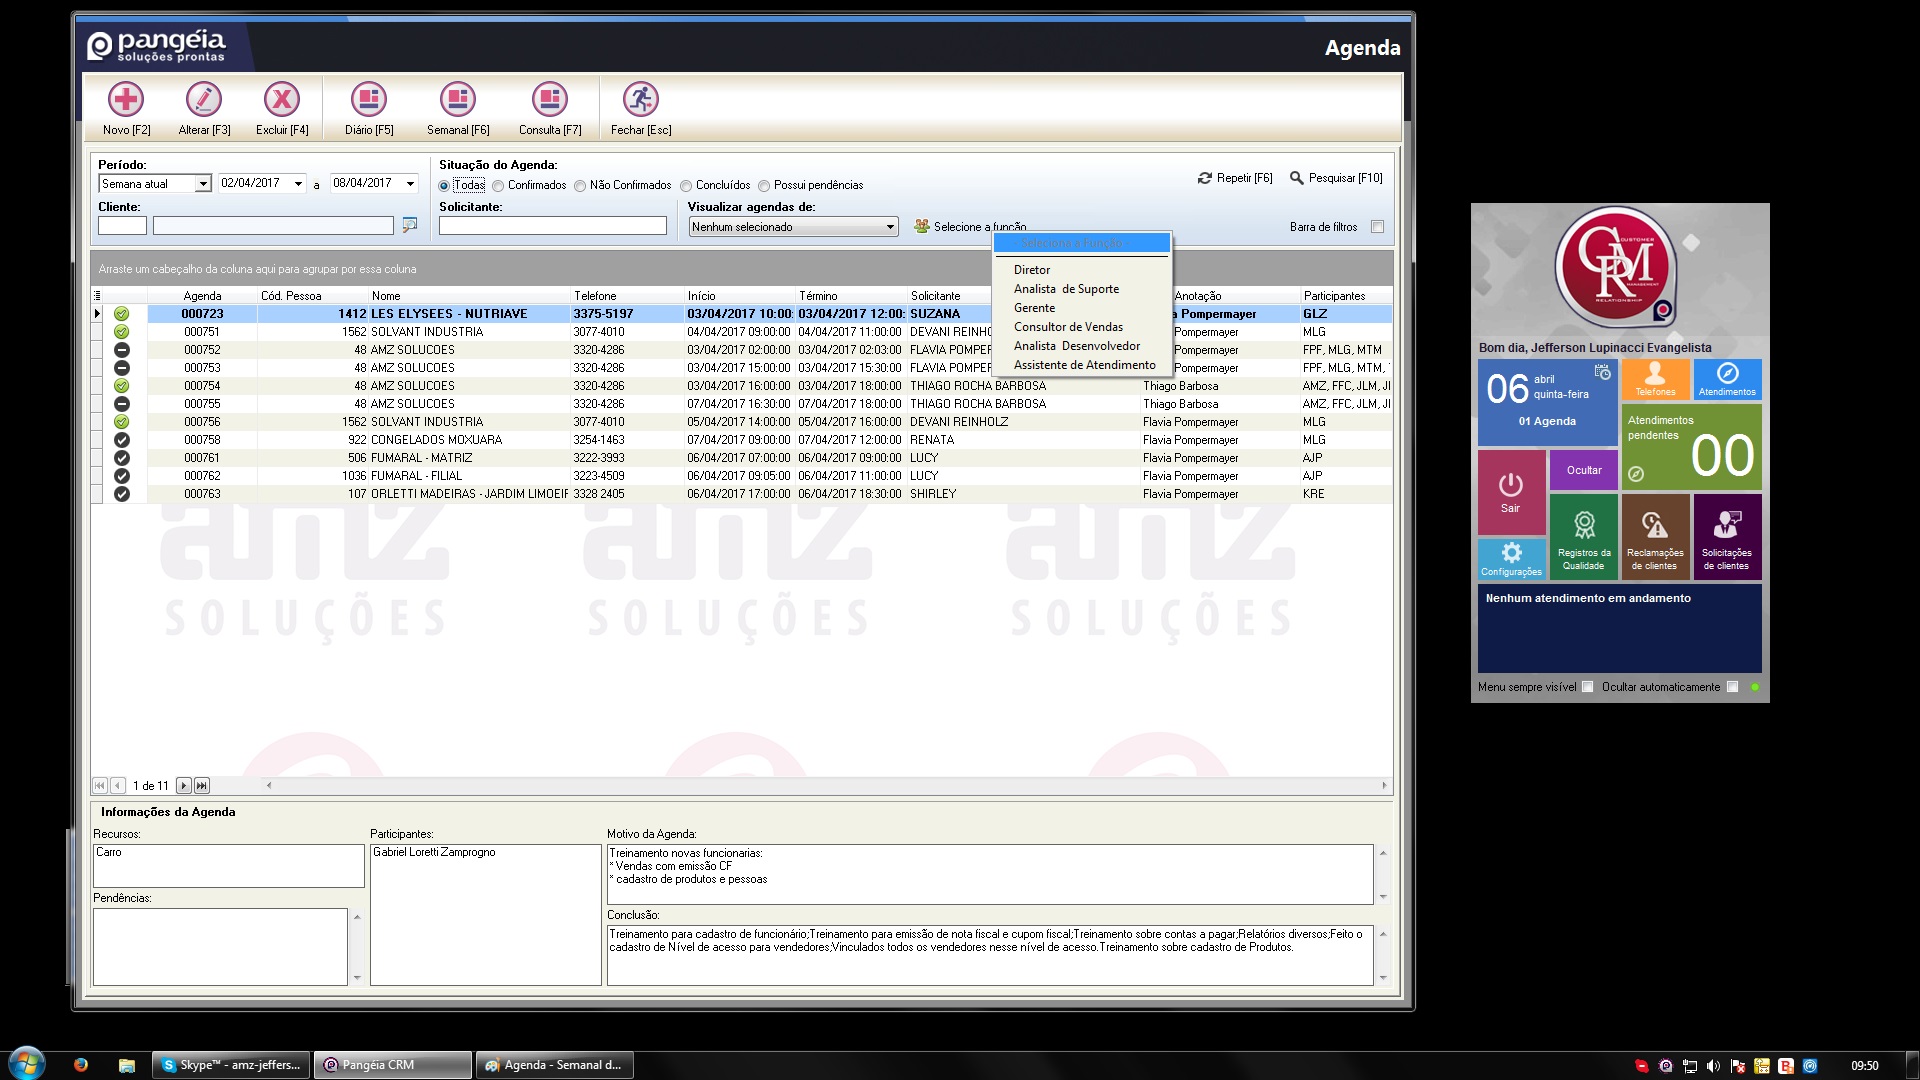 pangéia
soluções prontas
Agenda
Novo [F2]
Alterar [F3]
Excluir [F4]
Diário [F5]
Semanal [F6]
Consulta [F7]
Fechar [Esc]
Período:
Semana atual
02/04/2017
a
08/04/2017
Situação do Agenda:
Todas
Confirmados
Não Confirmados
Concluídos
Possui pendências
Repetir [F6]
Pesquisar [F10]
Cliente:
Solicitante:
Visualizar agendas de:
Nenhum selecionado
Selecione a função
Barra de filtros
- Selecione a Função -
Diretor
Analista de Suporte
Gerente
Consultor de Vendas
Analista Desenvolvedor
Assistente de Atendimento
Arraste um cabeçalho da coluna aqui para agrupar por essa coluna
Agenda Cód. Pessoa Nome Telefone Início Término Solicitante Anotação Participantes
000723 1412 LES ELYSEES - NUTRIAVE 3375-5197 03/04/2017 10:00: 03/04/2017 12:00: SUZANA a Pompermayer GLZ
000751 1562 SOLVANT INDUSTRIA 3077-4010 04/04/2017 09:00:00 04/04/2017 11:00:00 DEVANI REINHO Pompermayer MLG
000752 48 AMZ SOLUCOES 3320-4286 03/04/2017 02:00:00 03/04/2017 02:03:00 FLAVIA POMPER Pompermayer FPF, MLG, MTM
000753 48 AMZ SOLUCOES 3320-4286 03/04/2017 15:00:00 03/04/2017 15:30:00 FLAVIA POMPER Pompermayer FPF, MLG, MTM,
000754 48 AMZ SOLUCOES 3320-4286 03/04/2017 16:00:00 03/04/2017 18:00:00 THIAGO ROCHA BARBOSA Thiago Barbosa AMZ, FFC, JLM, JI
000755 48 AMZ SOLUCOES 3320-4286 07/04/2017 16:30:00 07/04/2017 18:00:00 THIAGO ROCHA BARBOSA Thiago Barbosa AMZ, FFC, JLM, JI
000756 1562 SOLVANT INDUSTRIA 3077-4010 05/04/2017 14:00:00 05/04/2017 16:00:00 DEVANI REINHOLZ Flavia Pompermayer MLG
000758 922 CONGELADOS MOXUARA 3254-1463 07/04/2017 09:00:00 07/04/2017 12:00:00 RENATA Flavia Pompermayer MLG
000761 506 FUMARAL - MATRIZ 3222-3993 06/04/2017 07:00:00 06/04/2017 09:00:00 LUCY Flavia Pompermayer AJP
000762 1036 FUMARAL - FILIAL 3223-4509 06/04/2017 09:05:00 06/04/2017 11:00:00 LUCY Flavia Pompermayer AJP
000763 107 ORLETTI MADEIRAS - JARDIM LIMOEIF 3328 2405 06/04/2017 17:00:00 06/04/2017 18:30:00 SHIRLEY Flavia Pompermayer KRE
amz amz amz
SOLUÇÕES SOLUÇÕES SOLUÇÕES
1 de 11
Informações da Agenda
Recursos:
Carro
Pendências:
Participantes:
Gabriel Loretti Zamprogno
Motivo da Agenda:
Treinamento novas funcionarias:
* Vendas com emissão CF
* cadastro de produtos e pessoas
Conclusão:
Treinamento para cadastro de funcionário;Treinamento para emissão de nota fiscal e cupom fiscal;Treinamento sobre contas a pagar;Relatórios diversos;Feito o
cadastro de Nível de acesso para vendedores;Vinculados todos os vendedores nesse nível de acesso.Treinamento sobre cadastro de Produtos.
CUSTOMER
CRM
MANAGEMENT
RELATIONSHIP
Bom dia, Jefferson Lupinacci Evangelista
06
abril
quinta-feira
01 Agenda
Telefones
Atendimentos
Atendimentos
pendentes
00
Sair
Ocultar
Configurações
Registros da
Qualidade
Reclamações
de clientes
Solicitações
de clientes
Nenhum atendimento em andamento
Menu sempre visível
Ocultar automaticamente
Skype™ - amz-jeffers...
Pangéia CRM
Agenda - Semanal d...
09:50